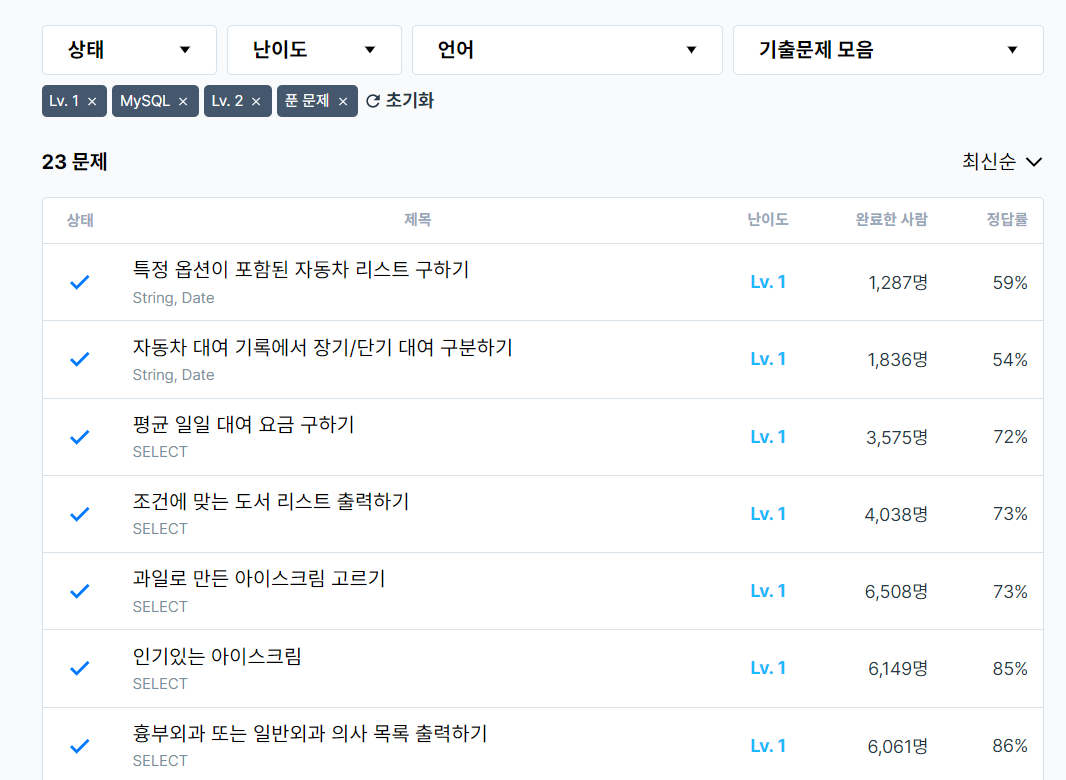 상태 난이도 언어 기출문제 모음
Lv. 1 × MySQL × Lv. 2 × 푼 문제 × 초기화
23 문제 최신순
상태 제목 난이도 완료한 사람 정답률
특정 옵션이 포함된 자동차 리스트 구하기
String, Date
Lv. 1 1,287명 59%
자동차 대여 기록에서 장기/단기 대여 구분하기
String, Date
Lv. 1 1,836명 54%
평균 일일 대여 요금 구하기
SELECT
Lv. 1 3,575명 72%
조건에 맞는 도서 리스트 출력하기
SELECT
Lv. 1 4,038명 73%
과일로 만든 아이스크림 고르기
SELECT
Lv. 1 6,508명 73%
인기있는 아이스크림
SELECT
Lv. 1 6,149명 85%
흉부외과 또는 일반외과 의사 목록 출력하기
SELECT
Lv. 1 6,061명 86%